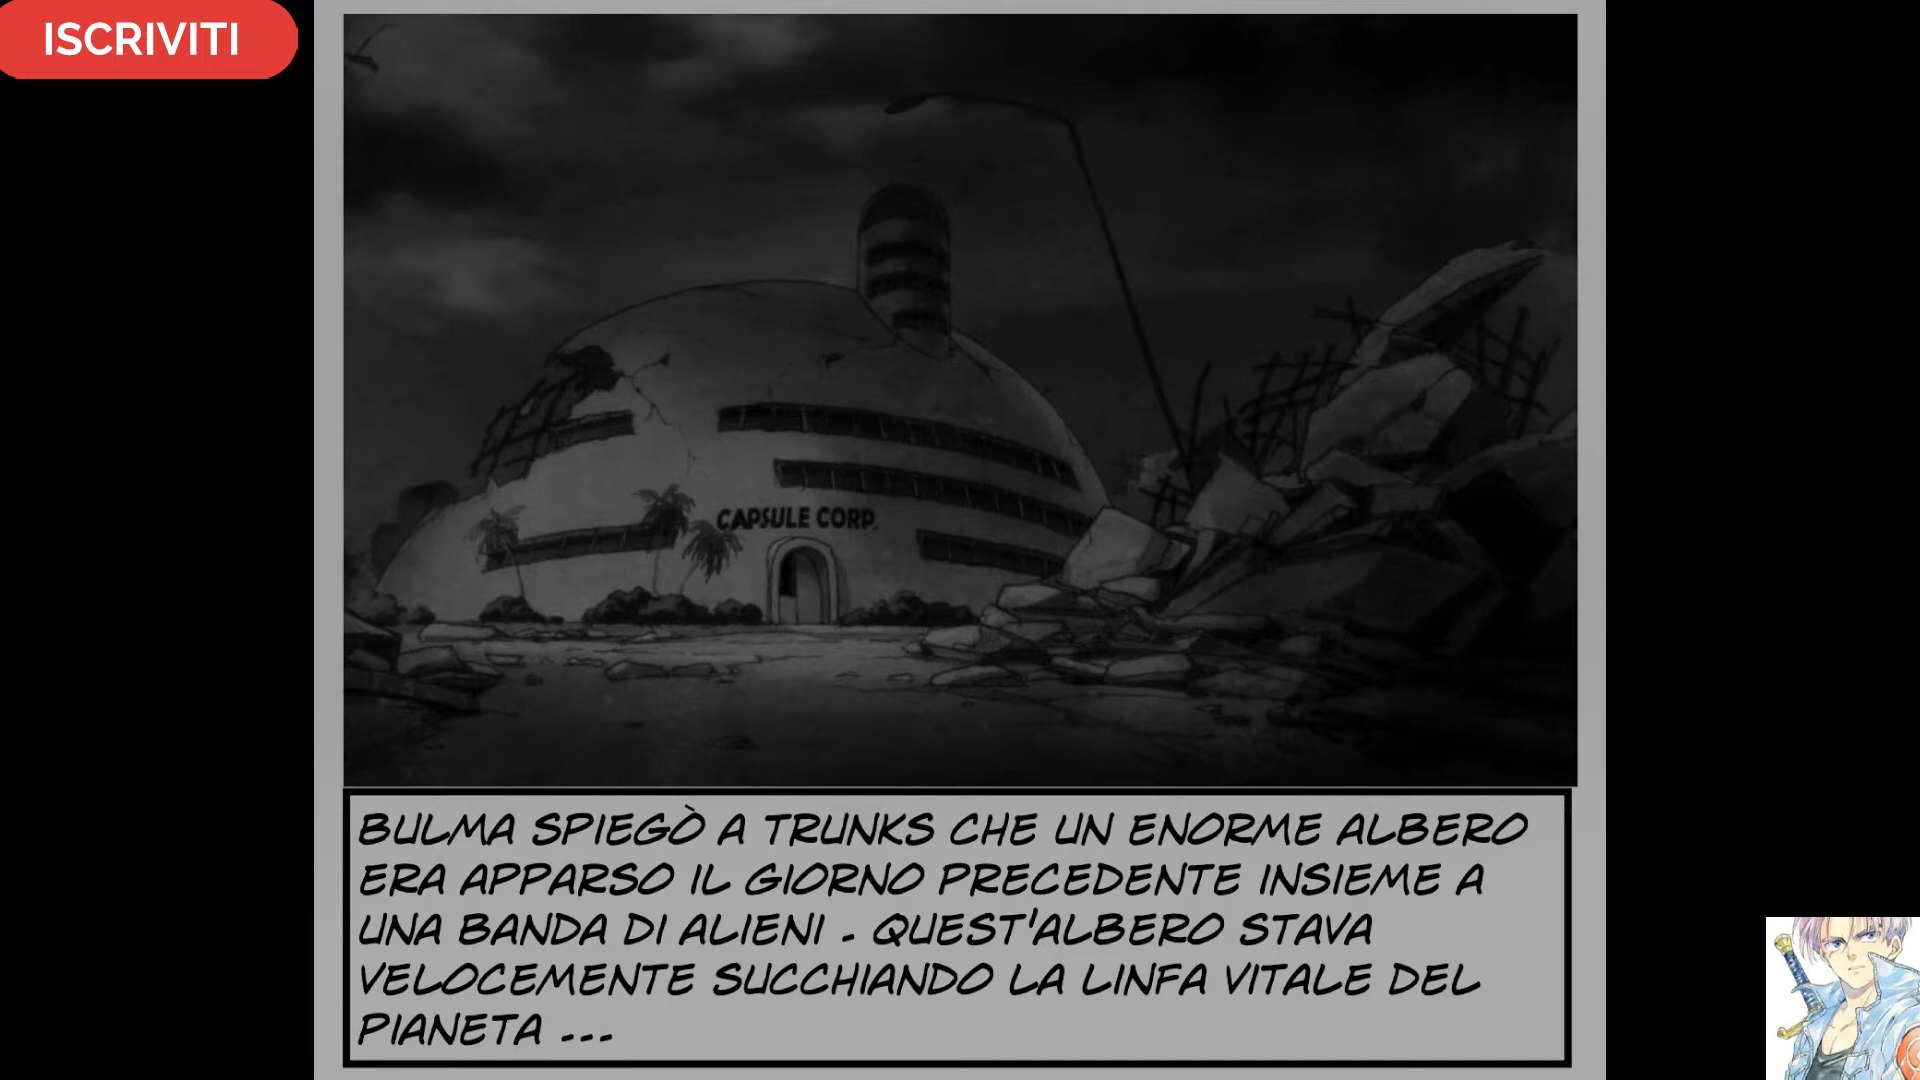 ISCRIVITI
CAPSULE CORP.
BULMA SPIEGÒ A TRUNKS CHE UN ENORME ALBERO
ERA APPARSO IL GIORNO PRECEDENTE INSIEME A
UNA BANDA DI ALIENI . QUEST'ALBERO STAVA
VELOCEMENTE SUCCHIANDO LA LINFA VITALE DEL
PIANETA ...